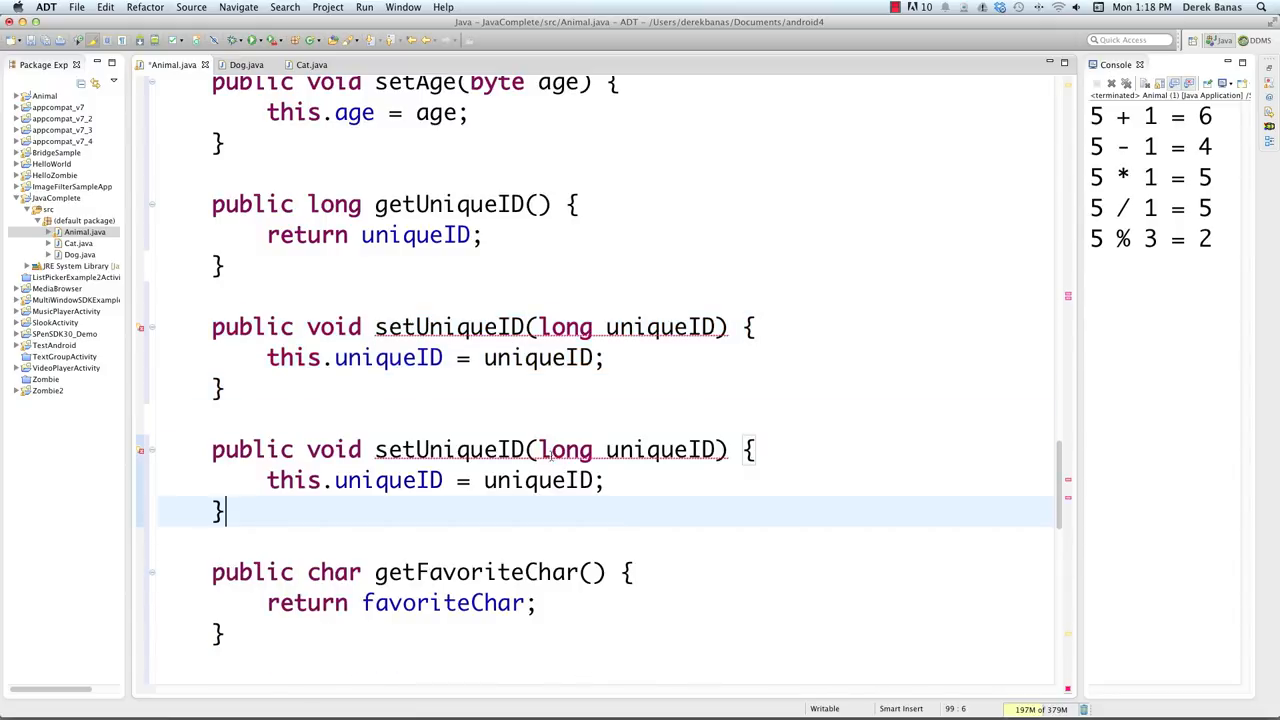 ADT File Edit Refactor Source Navigate Search Project Run Window Help 10 Mon 1:18 PM Derek Banas
Java - JavaComplete/src/Animal.java - ADT - /Users/derekbanas/Documents/android4
Quick Access Java DDMS
Package Exp
*Animal.java Dog.java Cat.java
Console
<terminated> Animal (1) [Java Application]
Animal
appcompat_v7
appcompat_v7_2
appcompat_v7_3
appcompat_v7_4
BridgeSample
HelloWorld
HelloZombie
ImageFilterSampleApp
JavaComplete
src
(default package)
Animal.java
Cat.java
Dog.java
JRE System Library [Ja
ListPickerExample2Activi
MediaBrowser
MultiWindowSDKExample
MusicPlayerActivity
SlookActivity
SPenSDK30_Demo
TestAndroid
TextGroupActivity
VideoPlayerActivity
Zombie
Zombie2
public void setAge(byte age) {
this.age = age;
}
public long getUniqueID() {
return uniqueID;
}
public void setUniqueID(long uniqueID) {
this.uniqueID = uniqueID;
}
public void setUniqueID(long uniqueID) {
this.uniqueID = uniqueID;
}
public char getFavoriteChar() {
return favoriteChar;
}
5 + 1 = 6
5 - 1 = 4
5 * 1 = 5
5 / 1 = 5
5 % 3 = 2
Writable Smart Insert 99 : 6 197M of 379M